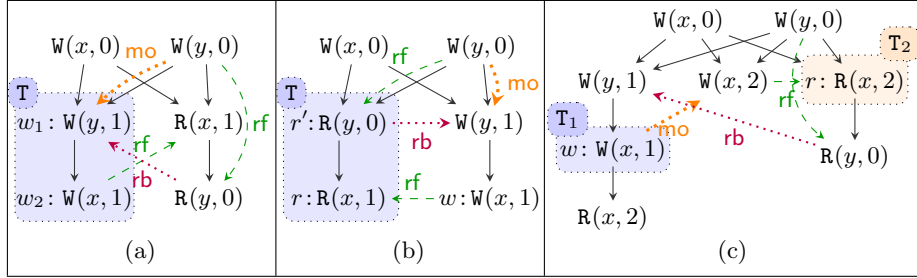 W(x, 0) W(y, 0)
mo
T
w₁: W(y, 1) R(x, 1)
rf
rf
rb
w₂: W(x, 1) R(y, 0)
(a)
W(x, 0) W(y, 0)
rf
mo
T
r′: R(y, 0) W(y, 1)
rb
rf
r: R(x, 1) w: W(x, 1)
(b)
W(x, 0) W(y, 0)
T₂
W(y, 1) W(x, 2) r: R(x, 2)
rf
T₁
mo
w: W(x, 1) R(y, 0)
rb
R(x, 2)
(c)